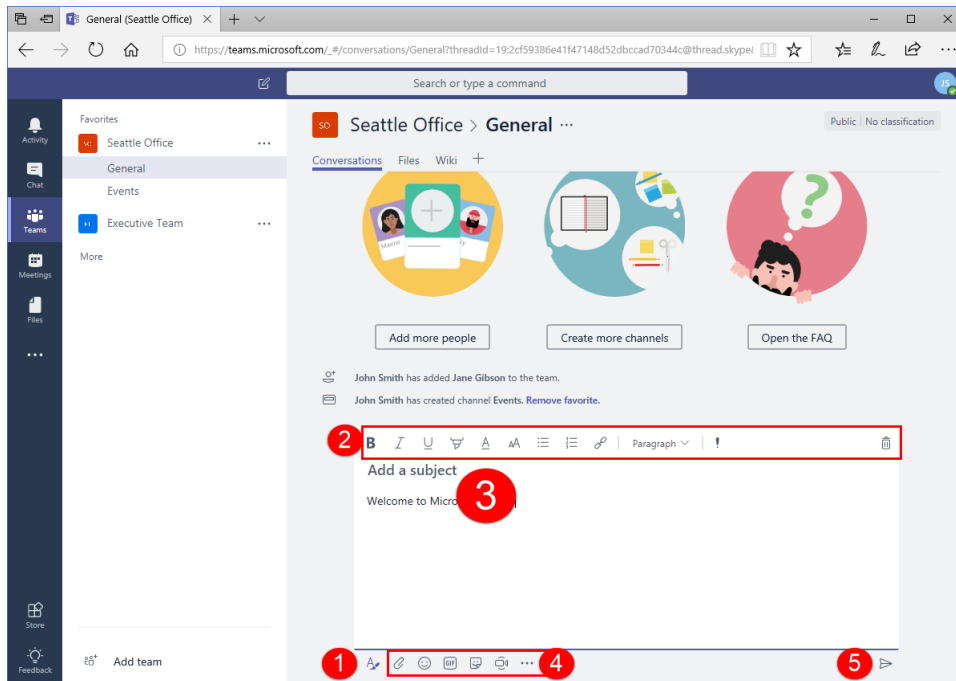 General (Seattle Office)
https://teams.microsoft.com/_#/conversations/General?threadId=19:2cf59386e41f47148d52dbccad70344c@thread.skype
Search or type a command
JS
Activity
Chat
Teams
Meetings
Files
Store
Feedback
Favorites
Seattle Office
General
Events
Executive Team
More
Add team
SO
Seattle Office > General
Public | No classification
Conversations Files Wiki
Add more people
Create more channels
Open the FAQ
John Smith has added Jane Gibson to the team.
John Smith has created channel Events. Remove favorite.
2
B I U A AA Paragraph
Add a subject
Welcome to Micro
3
1
GIF
4
5